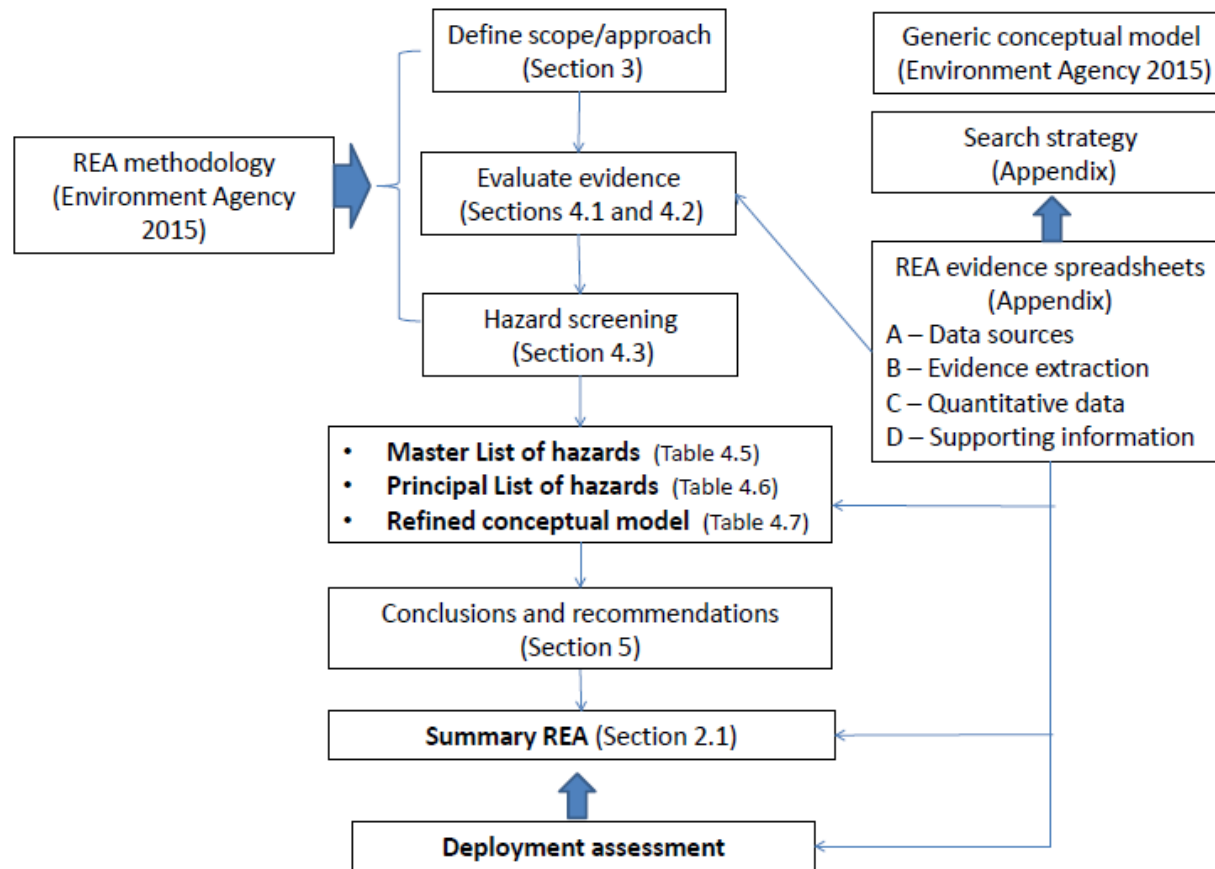 Define scope/approach
(Section 3)
Generic conceptual model
(Environment Agency 2015)
Search strategy
(Appendix)
REA methodology
(Environment Agency
2015)
Evaluate evidence
(Sections 4.1 and 4.2)
REA evidence spreadsheets
(Appendix)
A – Data sources
B – Evidence extraction
C – Quantitative data
D – Supporting information
Hazard screening
(Section 4.3)
• Master List of hazards (Table 4.5)
• Principal List of hazards (Table 4.6)
• Refined conceptual model (Table 4.7)
Conclusions and recommendations
(Section 5)
Summary REA (Section 2.1)
Deployment assessment